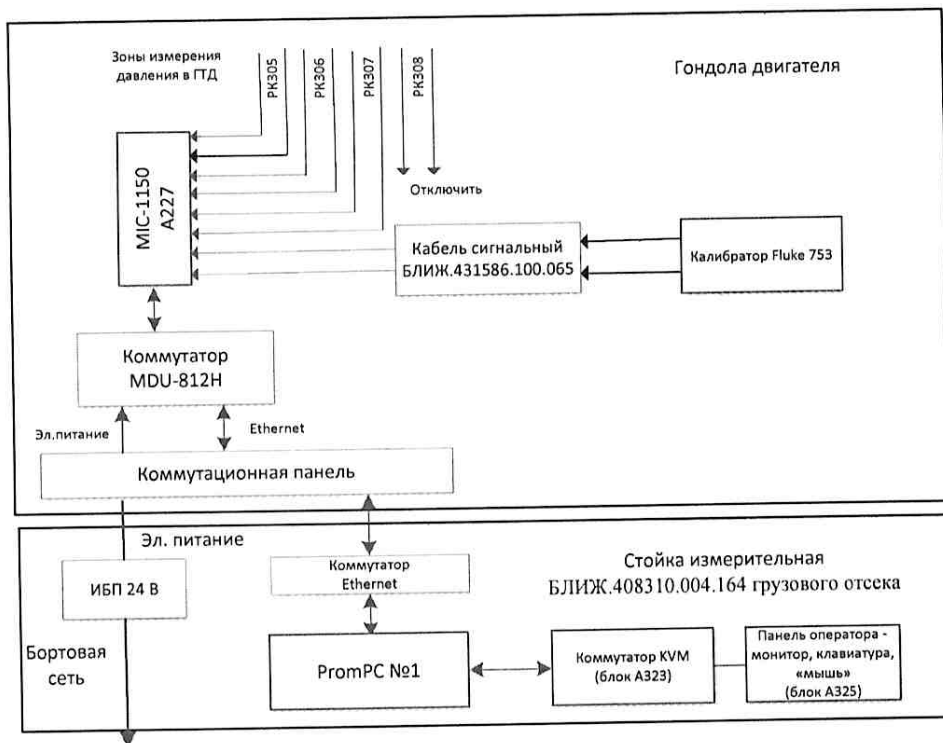 Зоны измерения
давления в ГТД
РК305
РК306
РК307
РК308
Гондола двигателя
MIC-1150
A227
Отключить
Кабель сигнальный
БЛИЖ.431586.100.065
Калибратор Fluke 753
Коммутатор
MDU-812H
Эл.питание
Ethernet
Коммутационная панель
Эл. питание
Коммутатор
Ethernet
Стойка измерительная
БЛИЖ.408310.004.164 грузового отсека
ИБП 24 В
Бортовая
сеть
PromPC №1
Коммутатор KVM
(блок А323)
Панель оператора -
монитор, клавиатура,
«мышь»
(блок А325)